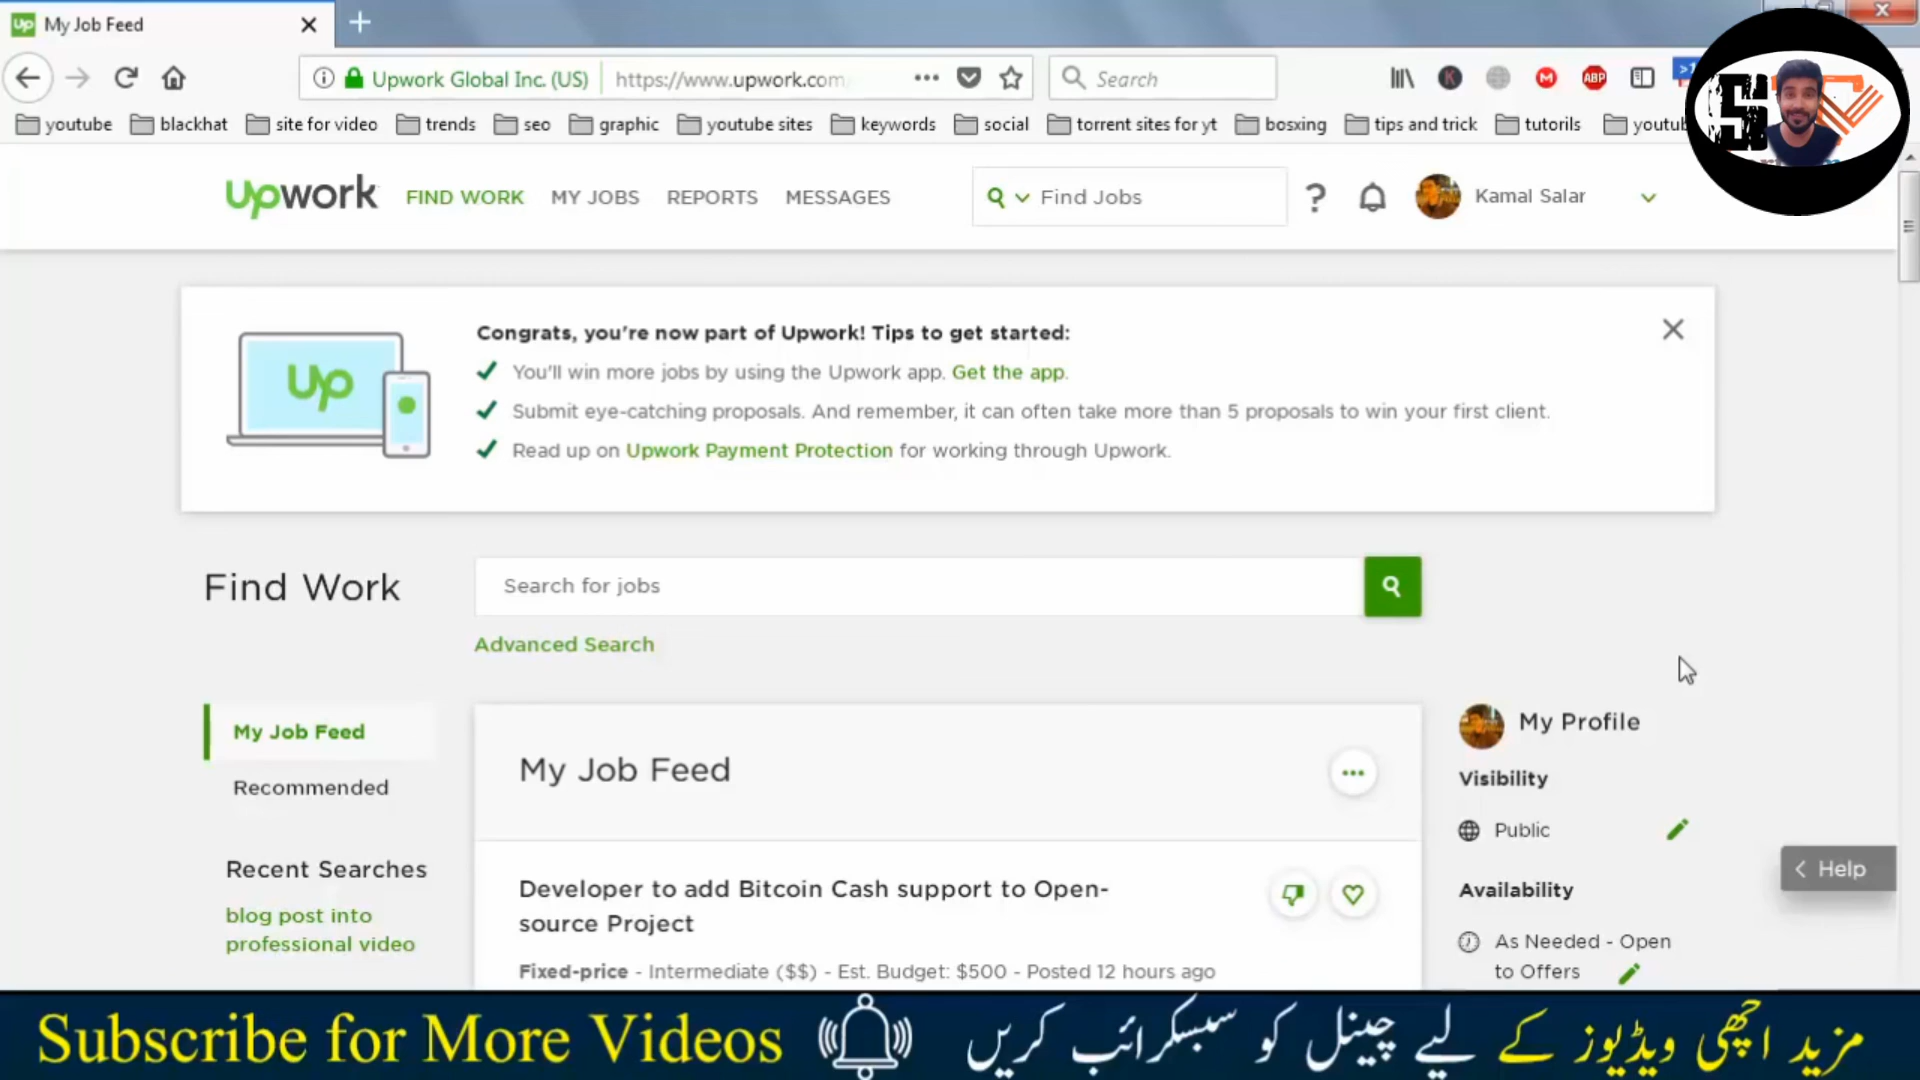 My Job Feed
Upwork Global Inc. (US) https://www.upwork.com
Search
ABP
youtube blackhat site for video trends seo graphic youtube sites keywords social torrent sites for yt bosxing tips and trick tutorils
upwork FIND WORK MY JOBS REPORTS MESSAGES Find Jobs ? Kamal Salar
Congrats, you're now part of Upwork! Tips to get started:
You'll win more jobs by using the Upwork app. Get the app.
Submit eye-catching proposals. And remember, it can often take more than 5 proposals to win your first client.
Read up on Upwork Payment Protection for working through Upwork.
Up
Find Work
Search for jobs
Advanced Search
My Job Feed
Recommended
Recent Searches
blog post into
professional video
My Job Feed
Developer to add Bitcoin Cash support to Open-
source Project
Fixed-price - Intermediate ($$) - Est. Budget: $500 - Posted 12 hours ago
My Profile
Visibility
Public
Availability
As Needed - Open
to Offers
Help
Subscribe for More Videos
مزید اچھی ویڈیوز کے لیے چینل کو سبسکرائب کریں